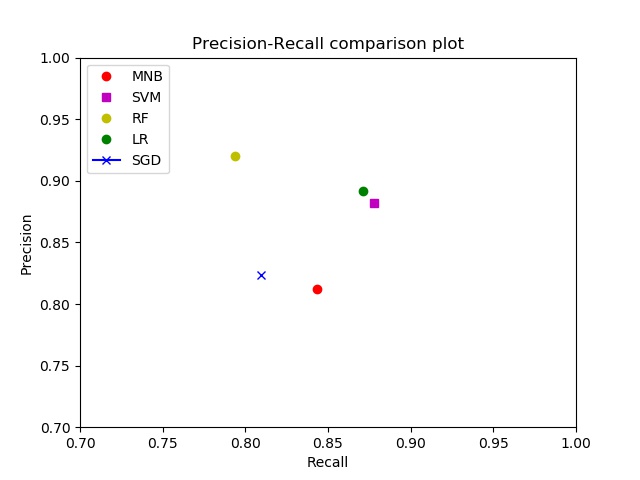 Precision-Recall comparison plot
1.00
0.95
0.90
0.85
0.80
0.75
0.70
Precision
MNB
SVM
RF
LR
SGD
0.70 0.75 0.80 0.85 0.90 0.95 1.00
Recall